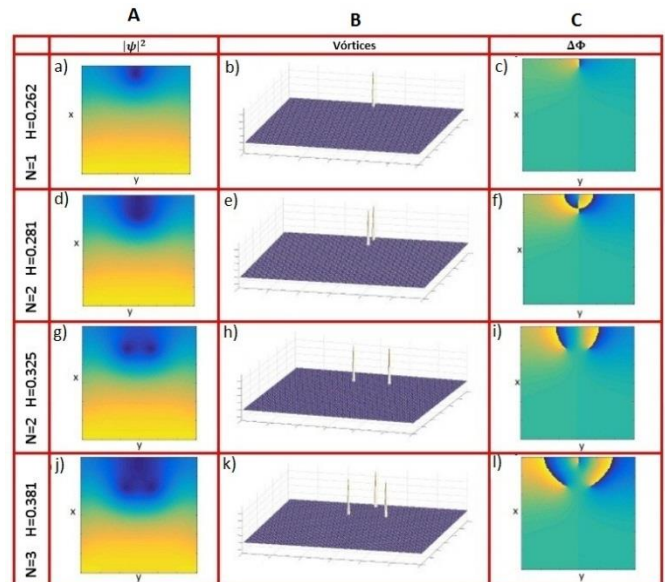 A B C
|ψ|² Vórtices ΔΦ
N=1 H=0.262
a) b) c)
x x
y y
N=2 H=0.281
d) e) f)
x x
y y
N=2 H=0.325
g) h) i)
x x
y y
N=3 H=0.381
j) k) l)
x x
y y